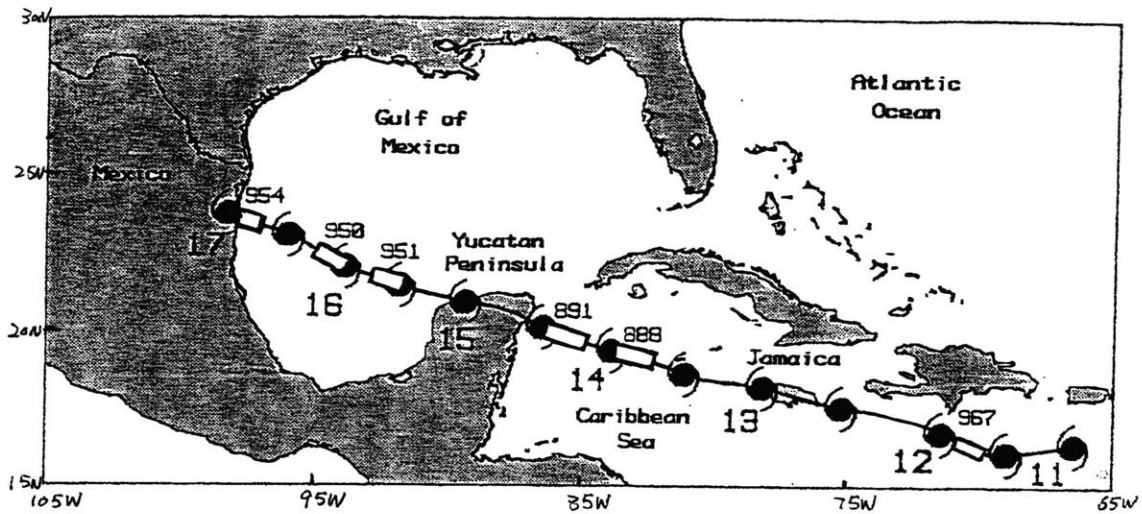 30N
Atlantic
Ocean
Gulf of
Mexico
25N
Mexico
954
17
950
951
16
Yucatan
Peninsula
15
20N
891
888
14
Jamaica
13
Caribbean
Sea
967
12
11
15N
105W
95W
85W
75W
65W